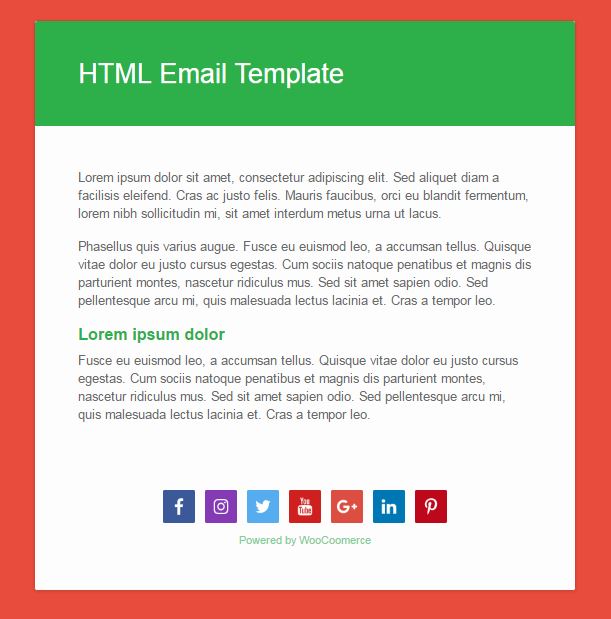 HTML Email Template
Lorem ipsum dolor sit amet, consectetur adipiscing elit. Sed aliquet diam a
facilisis eleifend. Cras ac justo felis. Mauris faucibus, orci eu blandit fermentum,
lorem nibh sollicitudin mi, sit amet interdum metus urna ut lacus.
Phasellus quis varius augue. Fusce eu euismod leo, a accumsan tellus. Quisque
vitae dolor eu justo cursus egestas. Cum sociis natoque penatibus et magnis dis
parturient montes, nascetur ridiculus mus. Sed sit amet sapien odio. Sed
pellentesque arcu mi, quis malesuada lectus lacinia et. Cras a tempor leo.
Lorem ipsum dolor
Fusce eu euismod leo, a accumsan tellus. Quisque vitae dolor eu justo cursus
egestas. Cum sociis natoque penatibus et magnis dis parturient montes,
nascetur ridiculus mus. Sed sit amet sapien odio. Sed pellentesque arcu mi,
quis malesuada lectus lacinia et. Cras a tempor leo.
f You Tube G+ in
Powered by WooCoomerce